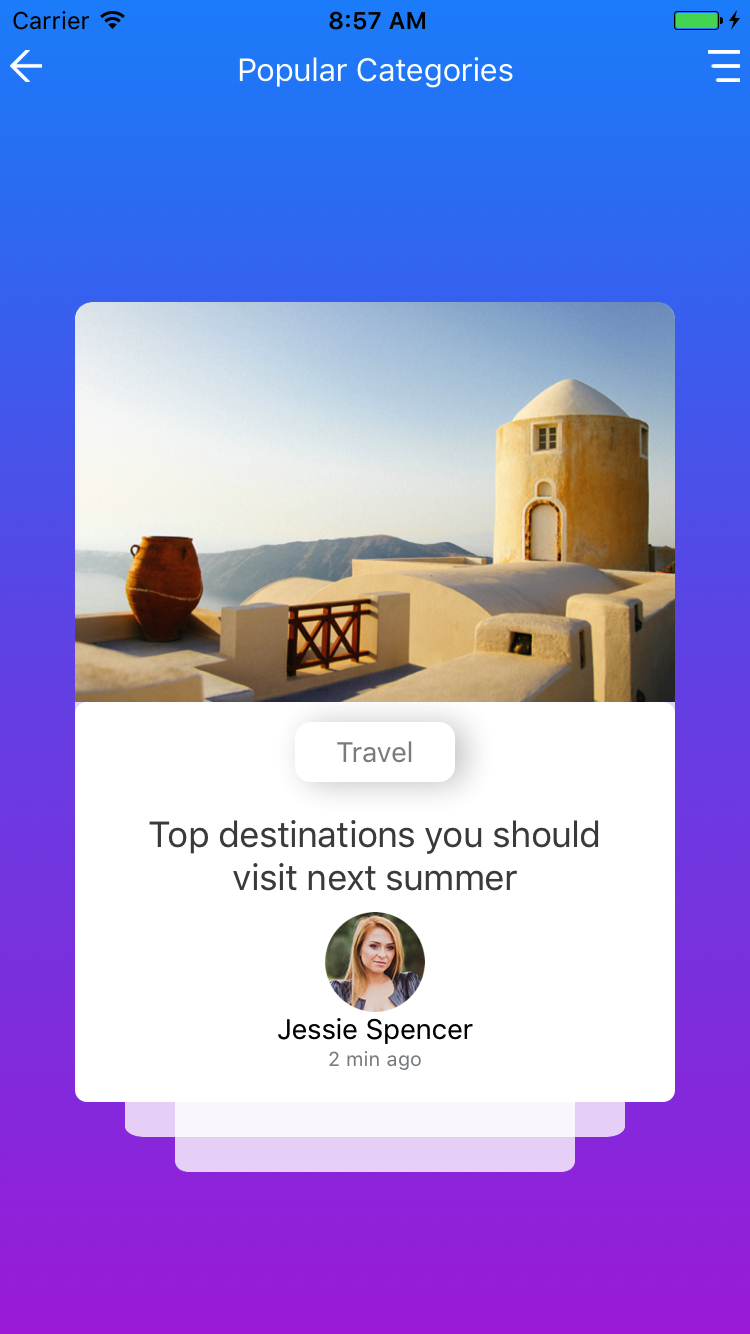 Carrier
8:57 AM
Popular Categories
Travel
Top destinations you should
visit next summer
Jessie Spencer
2 min ago